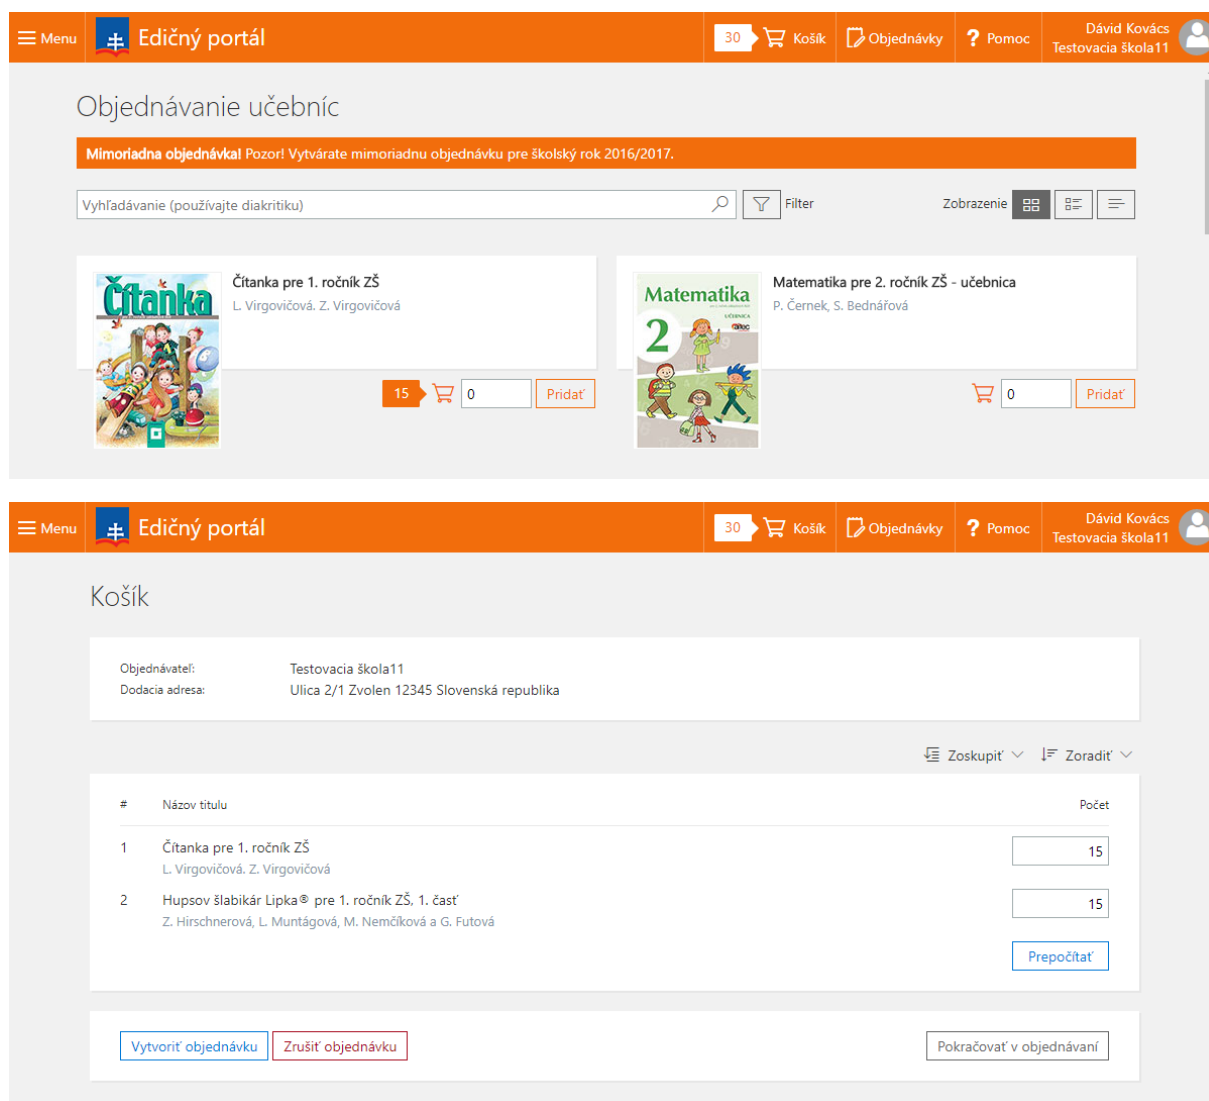 Menu
Edičný portál
30
Košík
Objednávky
? Pomoc
Dávid Kovács
Testovacia škola11
Objednávanie učebníc
Mimoriadna objednávka! Pozor! Vytvárate mimoriadnu objednávku pre školský rok 2016/2017.
Vyhľadávanie (používajte diakritiku)
Filter
Zobrazenie
Čítanka
Čítanka pre 1. ročník ZŠ
L. Virgovičová. Z. Virgovičová
15
0
Pridať
Matematika
UČEBNICA
2
Matematika pre 2. ročník ZŠ - učebnica
P. Černek, S. Bednářová
0
Pridať
Menu
Edičný portál
30
Košík
Objednávky
? Pomoc
Dávid Kovács
Testovacia škola11
Košík
Objednávateľ: Testovacia škola11
Dodacia adresa: Ulica 2/1 Zvolen 12345 Slovenská republika
Zoskupiť
Zoradiť
# Názov titulu Počet
1 Čítanka pre 1. ročník ZŠ 15
L. Virgovičová. Z. Virgovičová
2 Hupsov šlabikár Lipka® pre 1. ročník ZŠ, 1. časť 15
Z. Hirschnerová, L. Muntágová, M. Nemčíková a G. Futová
Prepočítať
Vytvoriť objednávku
Zrušiť objednávku
Pokračovať v objednávaní